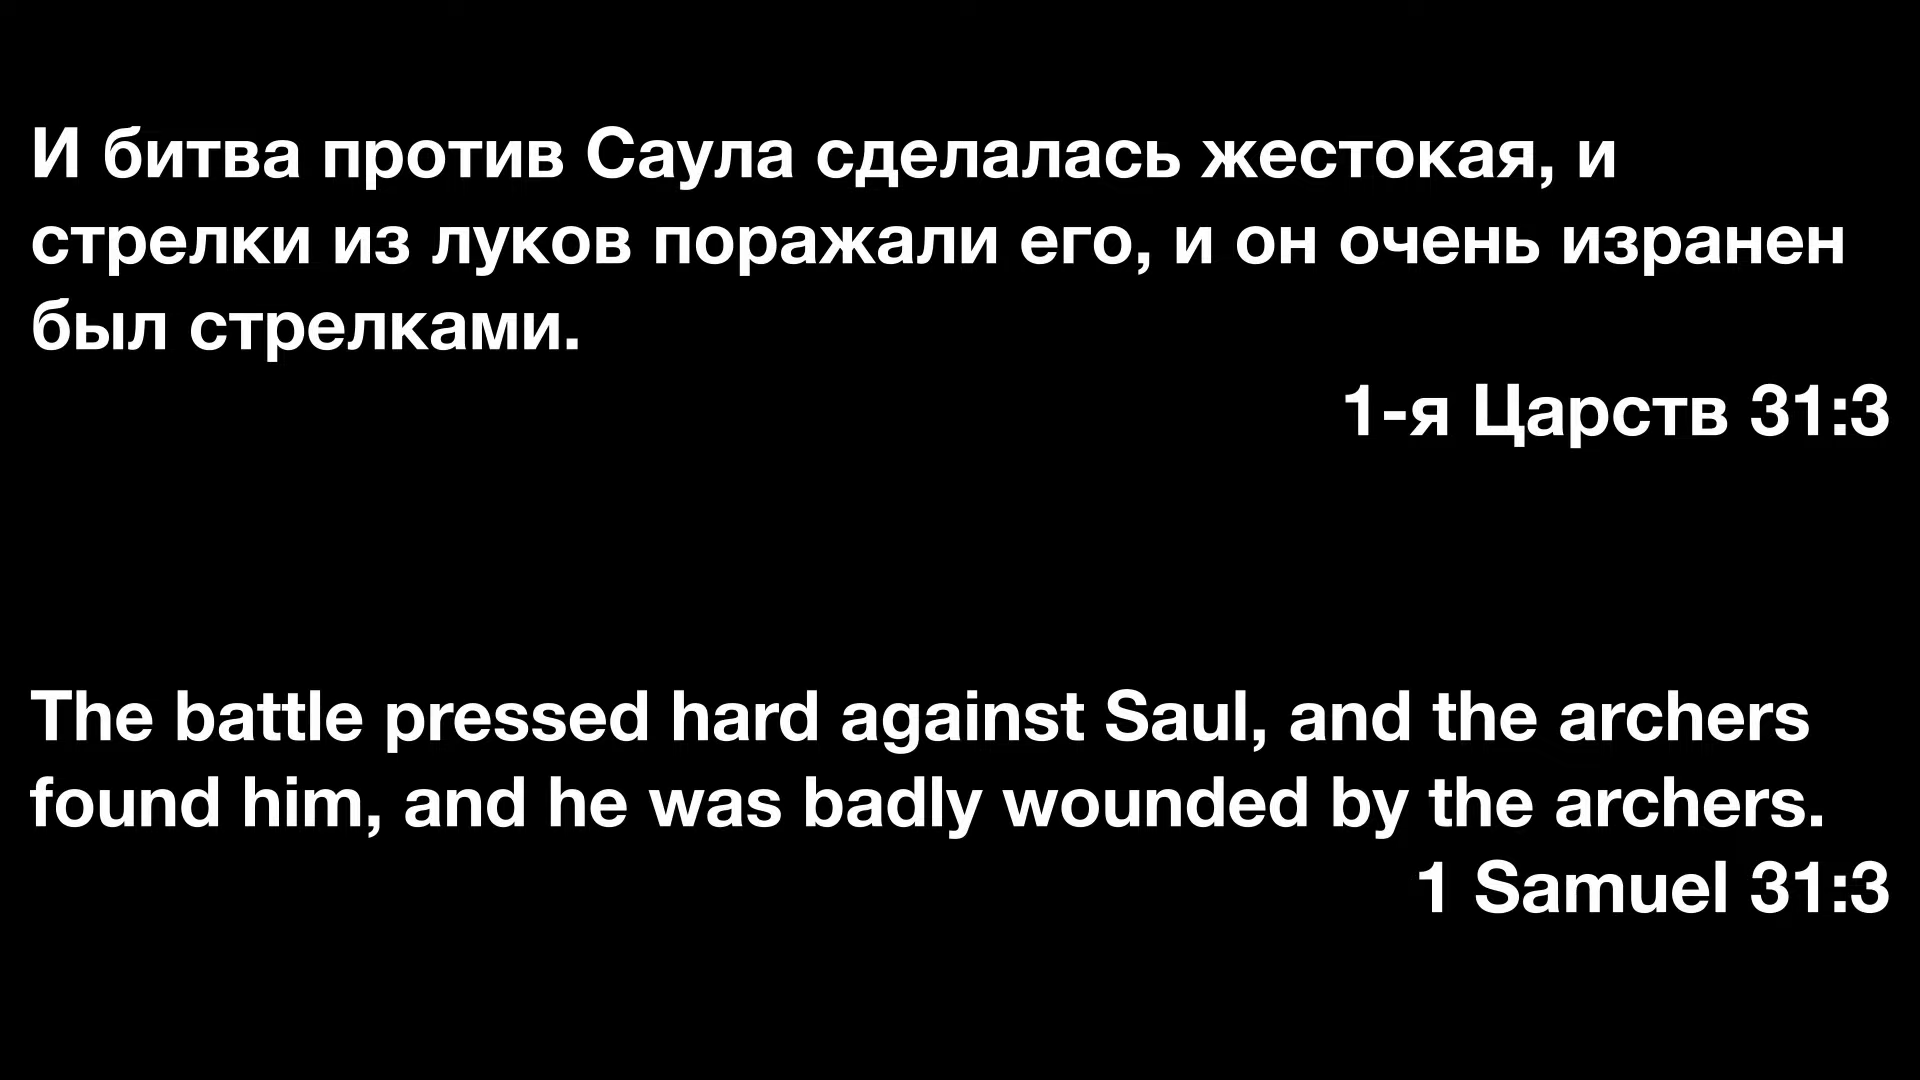 И битва против Саула сделалась жестокая, и
стрелки из луков поражали его, и он очень изранен
был стрелками.
1-я Царств 31:3
The battle pressed hard against Saul, and the archers
found him, and he was badly wounded by the archers.
1 Samuel 31:3